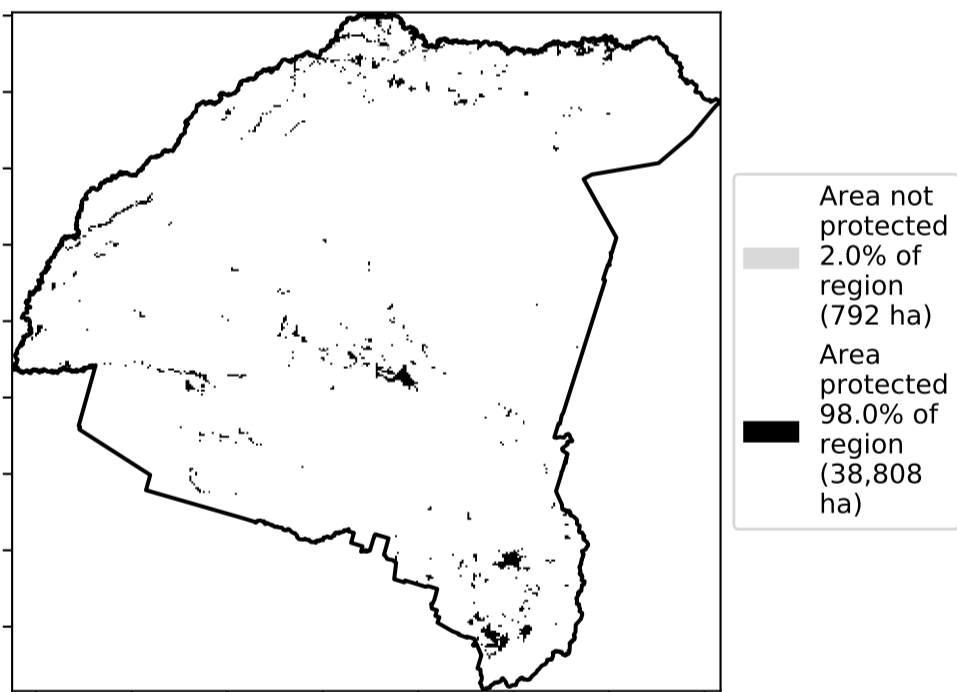 Area not
protected
2.0% of
region
(792 ha)
Area
protected
98.0% of
region
(38,808
ha)